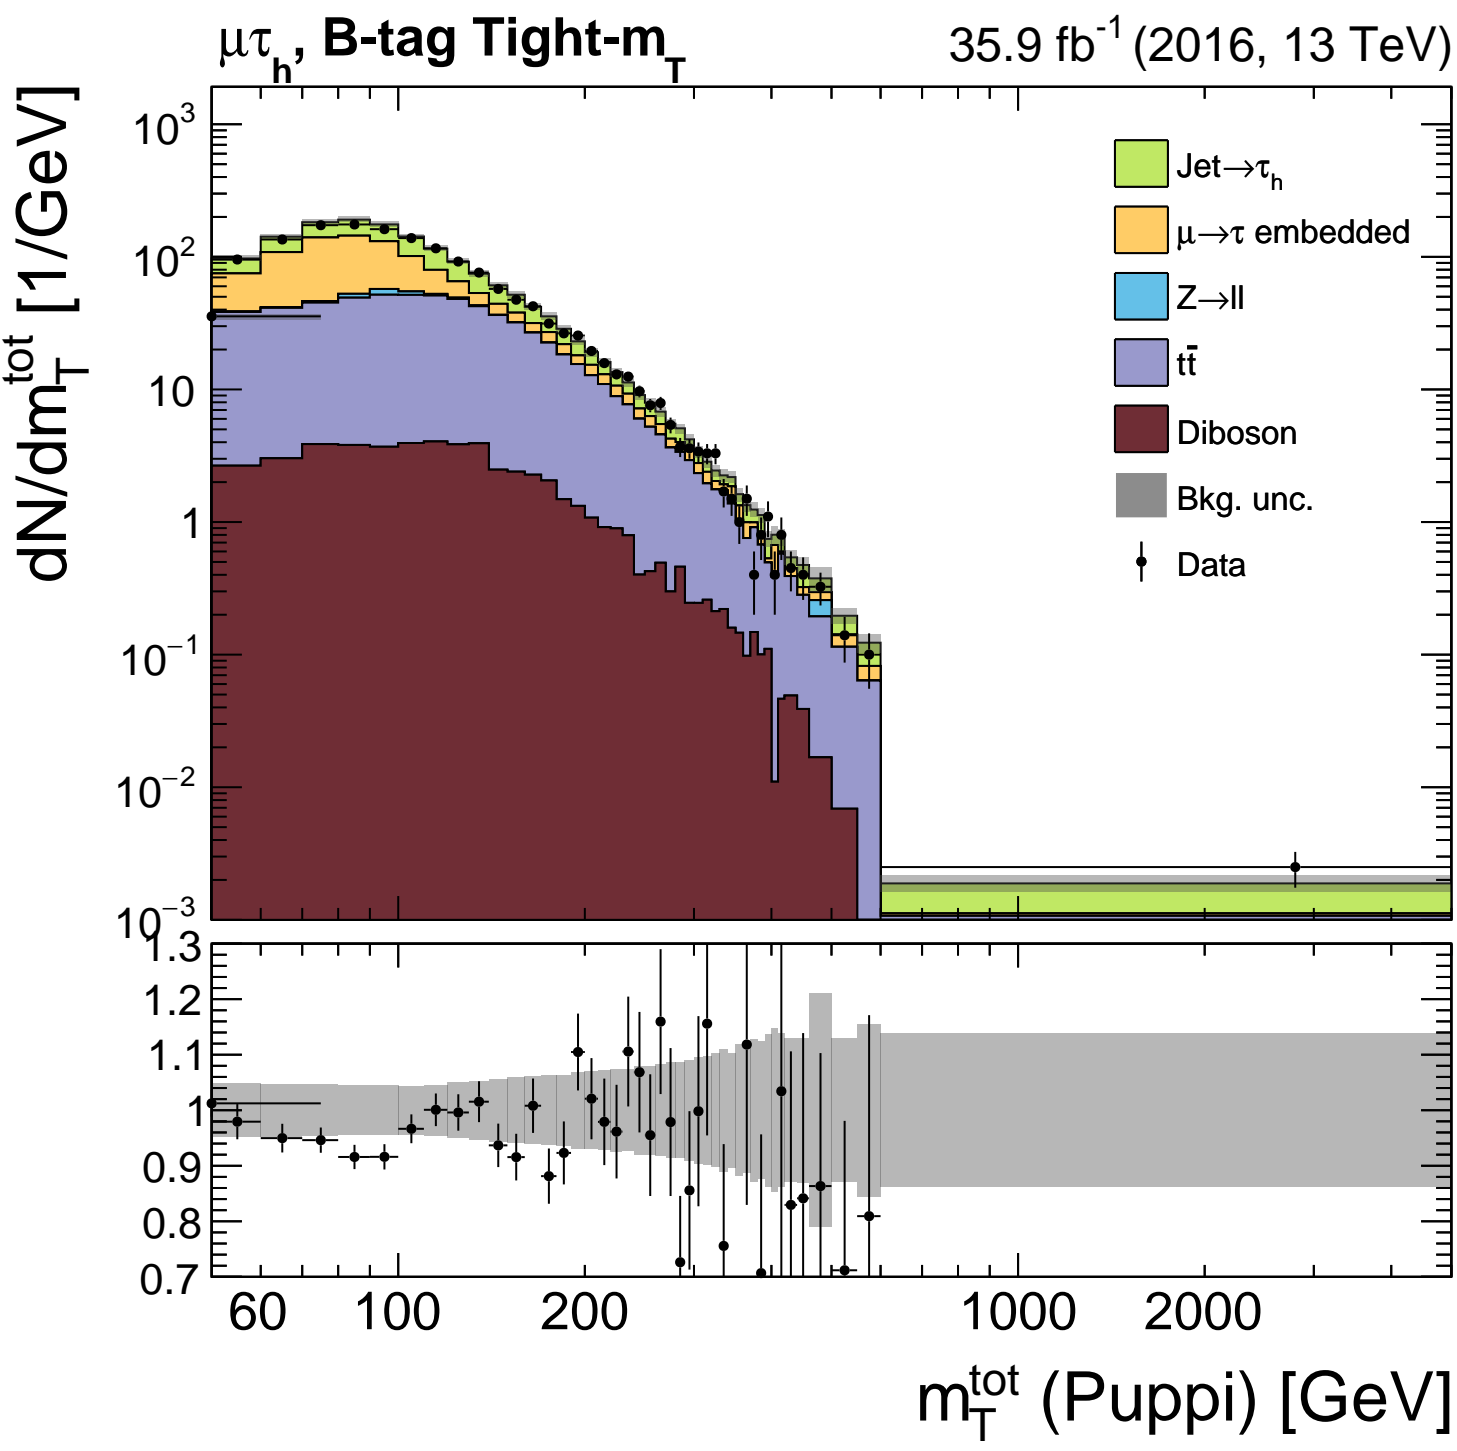 μτh, B-tag Tight-mT 35.9 fb-1 (2016, 13 TeV)
dN/dmTtot [1/GeV]
10³
10²
10
1
10−1
10−2
10−3
Jet→τh
μ→τ embedded
Z→ll
tt̄
Diboson
Bkg. unc.
Data
1.3
1.2
1.1
1
0.9
0.8
0.7
60 100 200 1000 2000
mTtot (Puppi) [GeV]